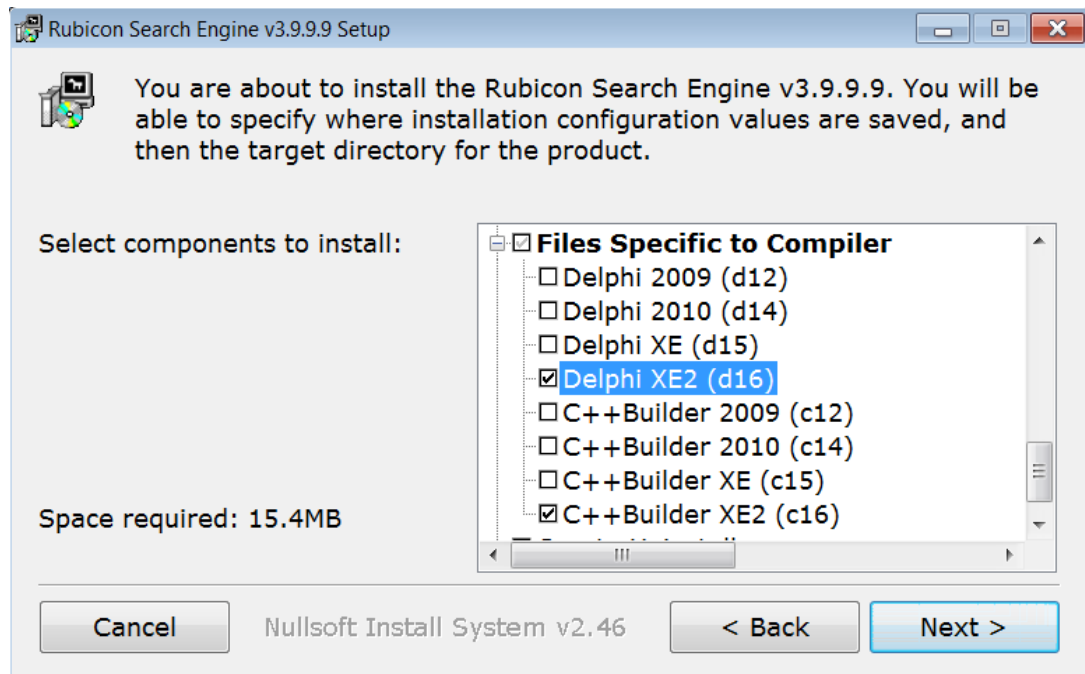 Rubicon Search Engine v3.9.9.9 Setup
You are about to install the Rubicon Search Engine v3.9.9.9. You will be
able to specify where installation configuration values are saved, and
then the target directory for the product.
Select components to install:
Files Specific to Compiler
Delphi 2009 (d12)
Delphi 2010 (d14)
Delphi XE (d15)
Delphi XE2 (d16)
C++Builder 2009 (c12)
C++Builder 2010 (c14)
C++Builder XE (c15)
C++Builder XE2 (c16)
Space required: 15.4MB
Cancel
Nullsoft Install System v2.46
< Back
Next >